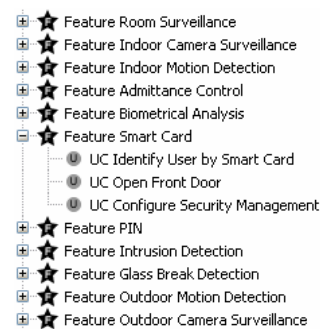 Feature Room Surveillance
Feature Indoor Camera Surveillance
Feature Indoor Motion Detection
Feature Admittance Control
Feature Biometrical Analysis
Feature Smart Card
UC Identify User by Smart Card
UC Open Front Door
UC Configure Security Management
Feature PIN
Feature Intrusion Detection
Feature Glass Break Detection
Feature Outdoor Motion Detection
Feature Outdoor Camera Surveillance